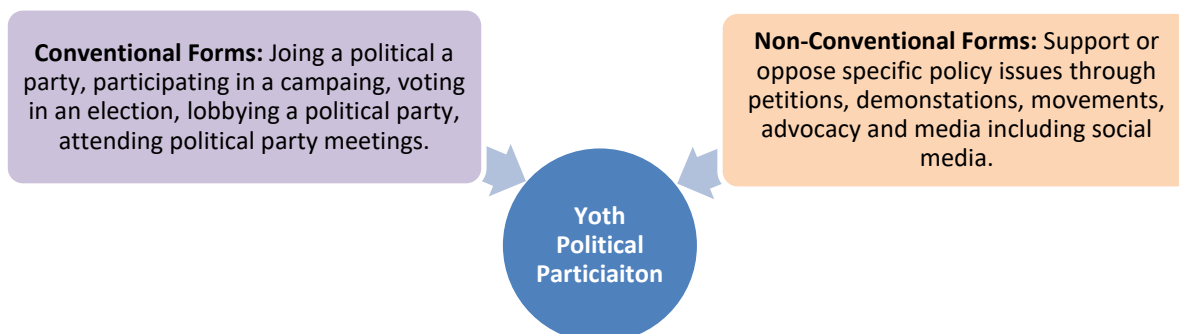 Conventional Forms: Joing a political a
party, participating in a campaing, voting
in an election, lobbying a political party,
attending political party meetings.
Non-Conventional Forms: Support or
oppose specific policy issues through
petitions, demonstations, movements,
advocacy and media including social
media.
Yoth
Political
Particiaiton